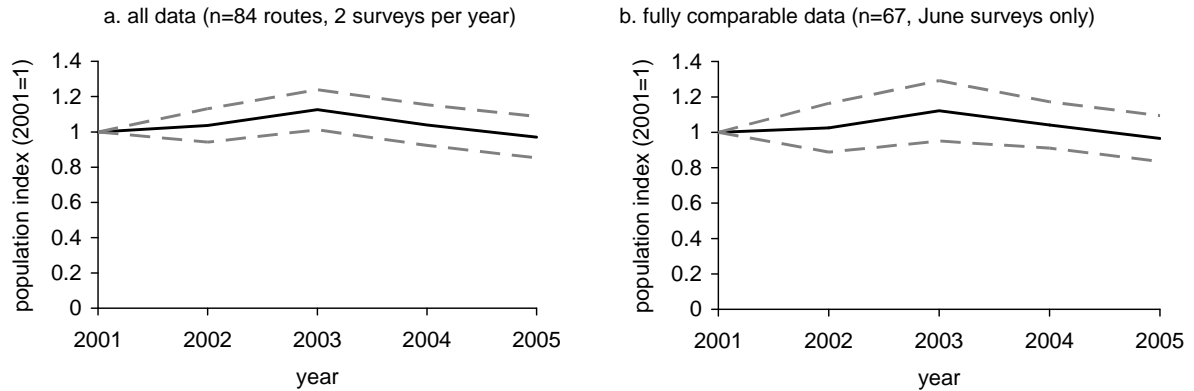 a. all data (n=84 routes, 2 surveys per year)
population index (2001=1)
1.4
1.2
1
0.8
0.6
0.4
0.2
0
2001 2002 2003 2004 2005
year
b. fully comparable data (n=67, June surveys only)
population index (2001=1)
1.4
1.2
1
0.8
0.6
0.4
0.2
0
2001 2002 2003 2004 2005
year